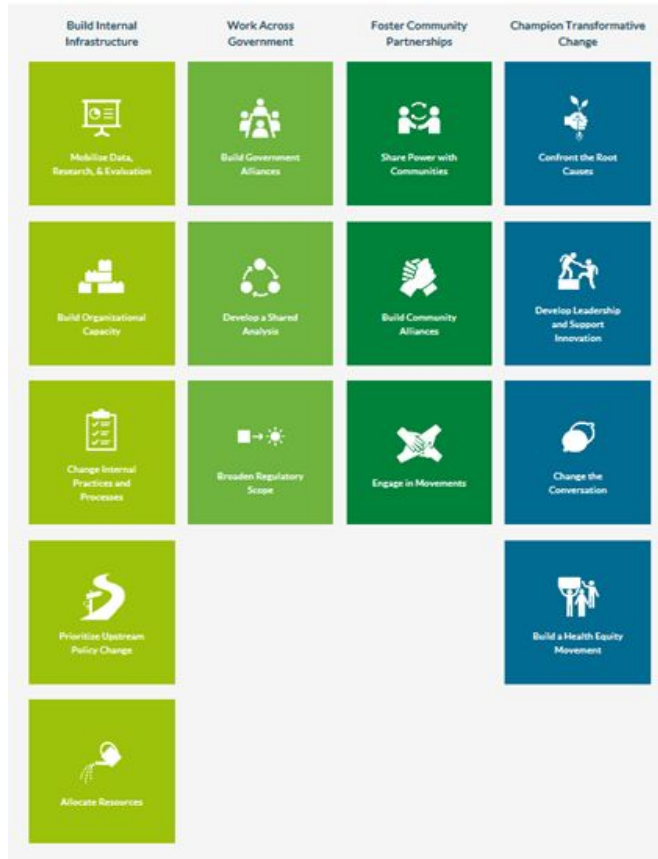 Build Internal
Infrastructure
Work Across
Government
Foster Community
Partnerships
Champion Transformative
Change
Mobilise Data,
Research, & Evaluation
Build Government
Alliances
Share Power with
Communities
Confront the Root
Causes
Build Organizational
Capacity
Develop a Shared
Analysis
Build Community
Alliances
Develop Leadership
and Support
Innovation
Change Internal
Practices and
Processes
Broaden Regulatory
Scope
Engage in Movements
Change the
Conversation
Prioritize Upstream
Policy Change
Build a Health Equity
Movement
Allocate Resources